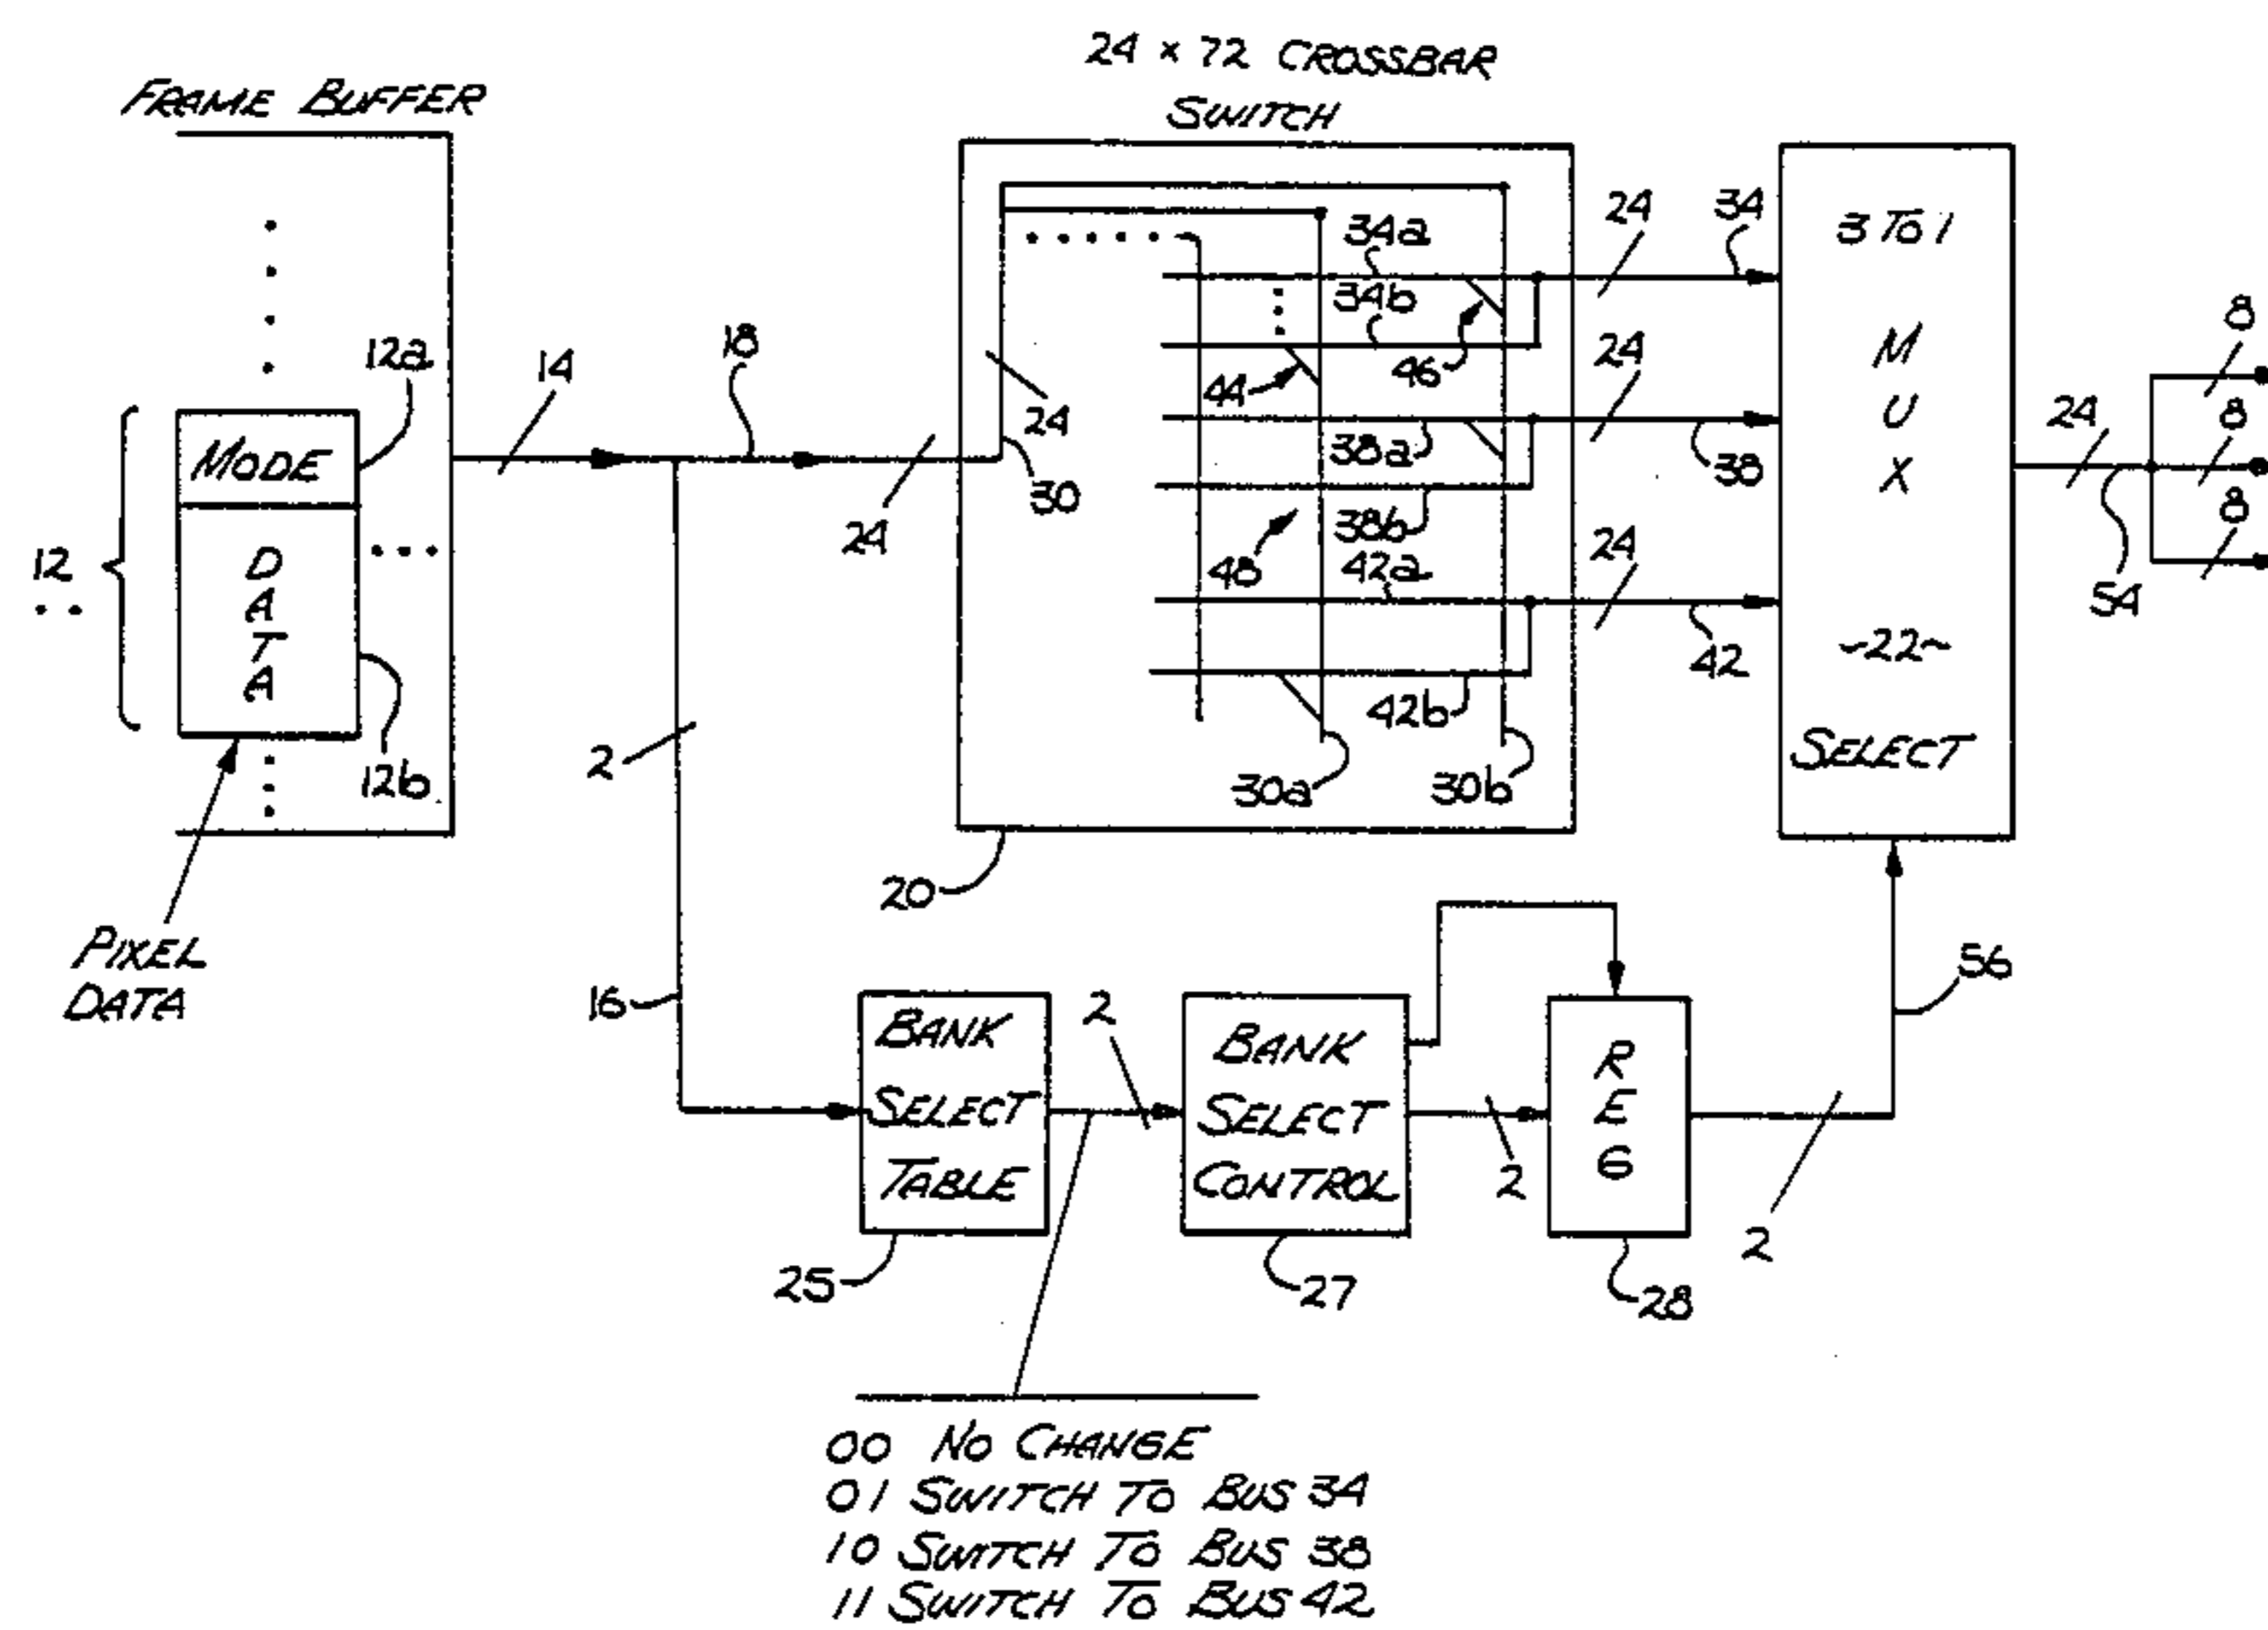 24 x 72 CROSSBAR
SWITCH
FRAME BUFFER
12a
MODE
12
DATA
12b
PIXEL
DATA
14
18
24
24
30
34a
34b
44
46
38a
38b
48
42a
42b
30a
30b
20
24
34
24
38
24
42
3 TO 1
MUX
-22-
SELECT
24
54
8
8
8
2
16
BANK
SELECT
TABLE
25
2
BANK
SELECT
CONTROL
27
2
REG
28
2
56
00 NO CHANGE
01 SWITCH TO BUS 34
10 SWITCH TO BUS 38
11 SWITCH TO BUS 42